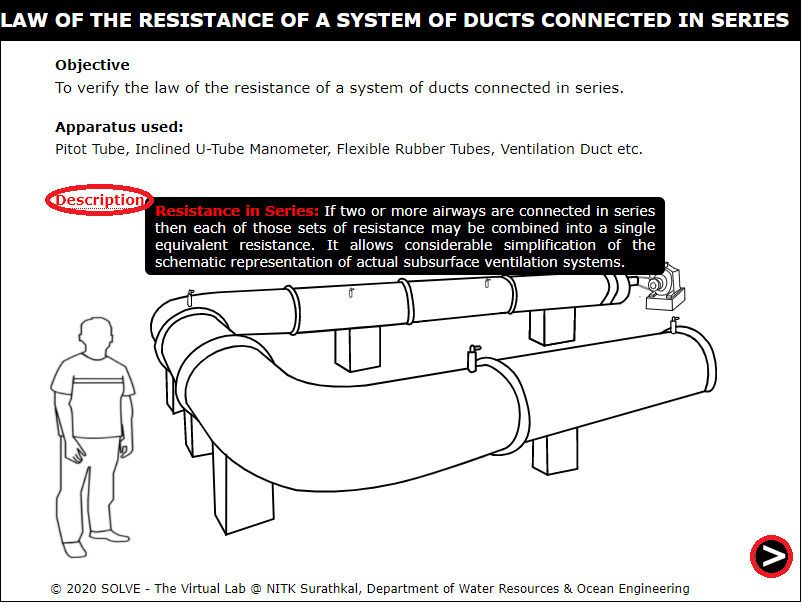 LAW OF THE RESISTANCE OF A SYSTEM OF DUCTS CONNECTED IN SERIES
Objective
To verify the law of the resistance of a system of ducts connected in series.
Apparatus used:
Pitot Tube, Inclined U-Tube Manometer, Flexible Rubber Tubes, Ventilation Duct etc.
Description
Resistance in Series: If two or more airways are connected in series
then each of those sets of resistance may be combined into a single
equivalent resistance. It allows considerable simplification of the
schematic representation of actual subsurface ventilation systems.
>
© 2020 SOLVE - The Virtual Lab @ NITK Surathkal, Department of Water Resources & Ocean Engineering